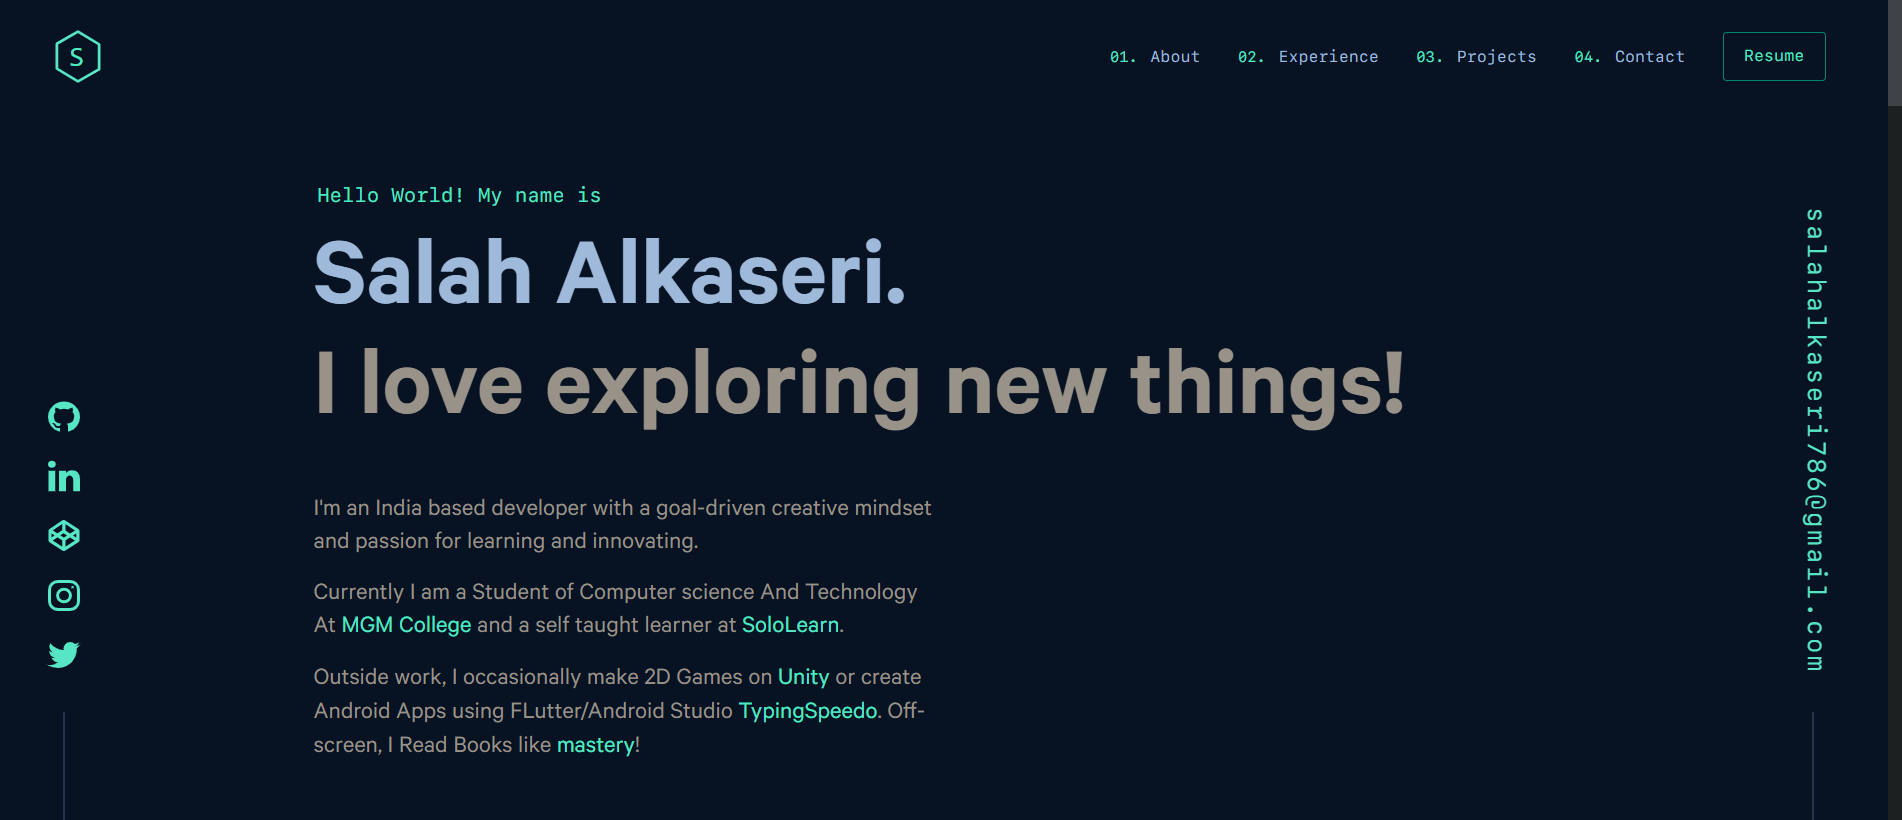 S
01. About 02. Experience 03. Projects 04. Contact Resume
Hello World! My name is
Salah Alkaseri.
I love exploring new things!
I'm an India based developer with a goal-driven creative mindset
and passion for learning and innovating.
Currently I am a Student of Computer science And Technology
At MGM College and a self taught learner at SoloLearn.
Outside work, I occasionally make 2D Games on Unity or create
Android Apps using FLutter/Android Studio TypingSpeedo. Off-
screen, I Read Books like mastery!
in
salahalkaseri786@gmail.com